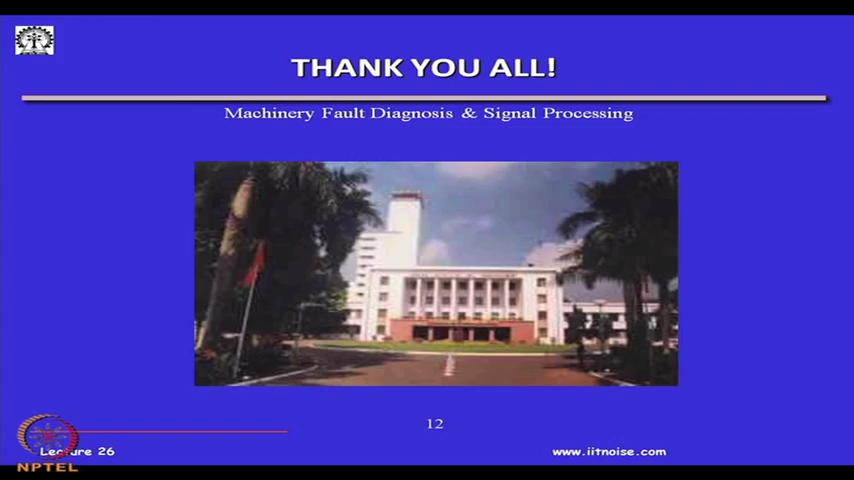 THANK YOU ALL!
Machinery Fault Diagnosis & Signal Processing
12
Lecture 26
www.iitnoise.com
NPTEL